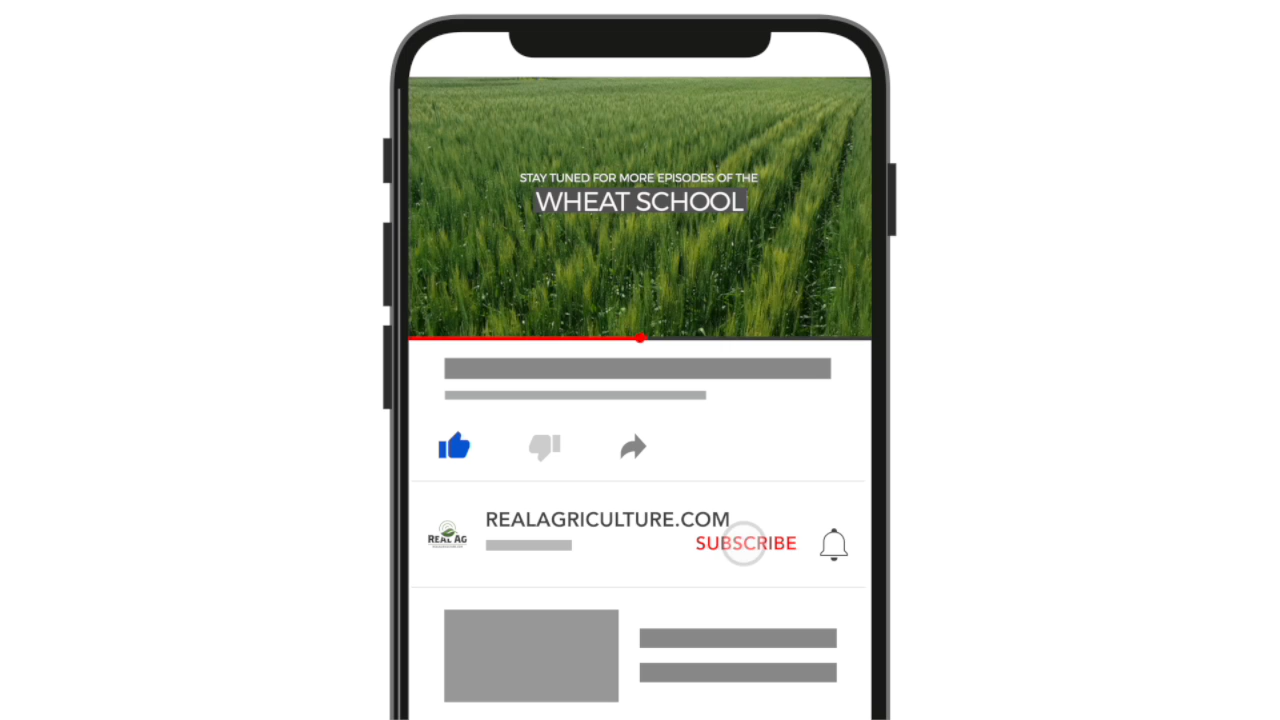 STAY TUNED FOR MORE EPISODES OF THE
WHEAT SCHOOL
REALAGRICULTURE.COM
REAL AG
SUBSCRIBE